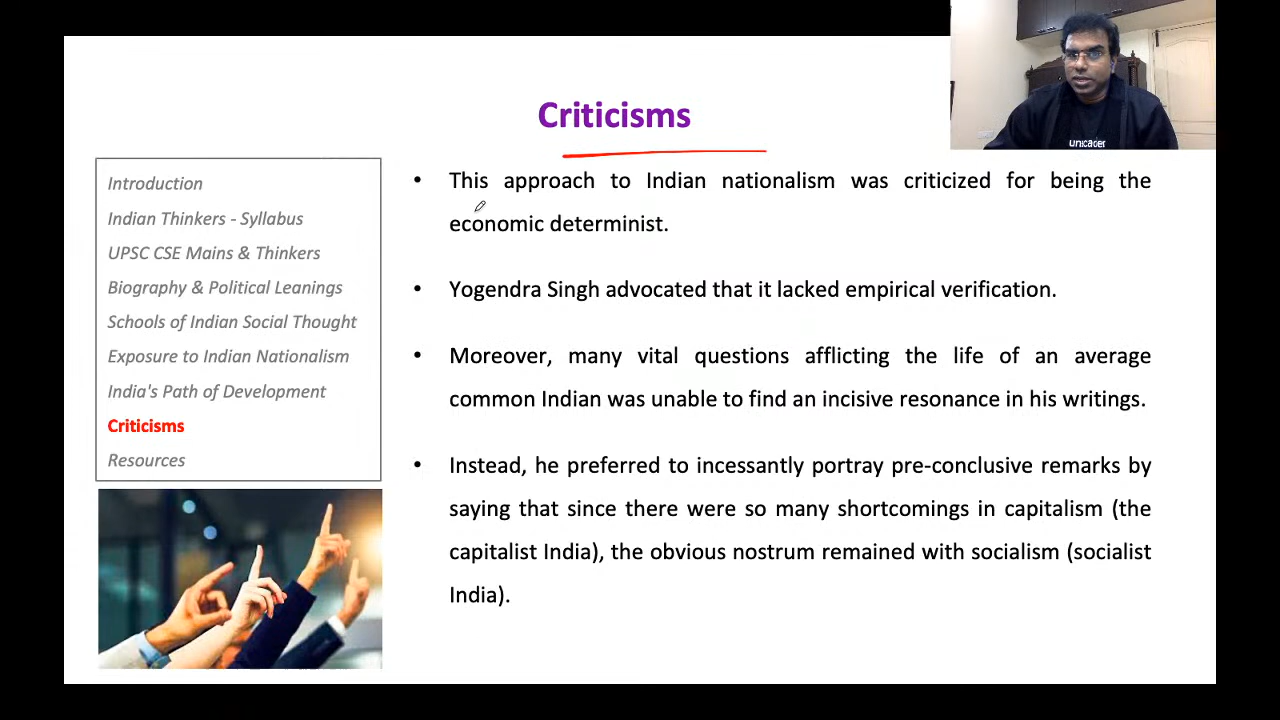 Criticisms
Introduction
Indian Thinkers - Syllabus
UPSC CSE Mains & Thinkers
Biography & Political Leanings
Schools of Indian Social Thought
Exposure to Indian Nationalism
India's Path of Development
Criticisms
Resources
• This approach to Indian nationalism was criticized for being the
economic determinist.
• Yogendra Singh advocated that it lacked empirical verification.
• Moreover, many vital questions afflicting the life of an average
common Indian was unable to find an incisive resonance in his writings.
• Instead, he preferred to incessantly portray pre-conclusive remarks by
saying that since there were so many shortcomings in capitalism (the
capitalist India), the obvious nostrum remained with socialism (socialist
India).